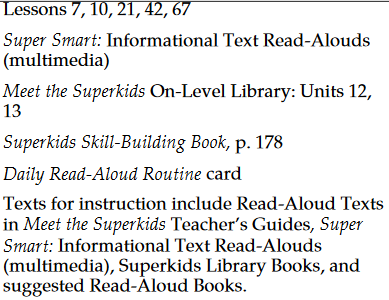 Lessons 7, 10, 21, 42, 67
Super Smart: Informational Text Read-Alouds
(multimedia)
Meet the Superkids On-Level Library: Units 12,
13
Superkids Skill-Building Book, p. 178
Daily Read-Aloud Routine card
Texts for instruction include Read-Aloud Texts
in Meet the Superkids Teacher’s Guides, Super
Smart: Informational Text Read-Alouds
(multimedia), Superkids Library Books, and
suggested Read-Aloud Books.